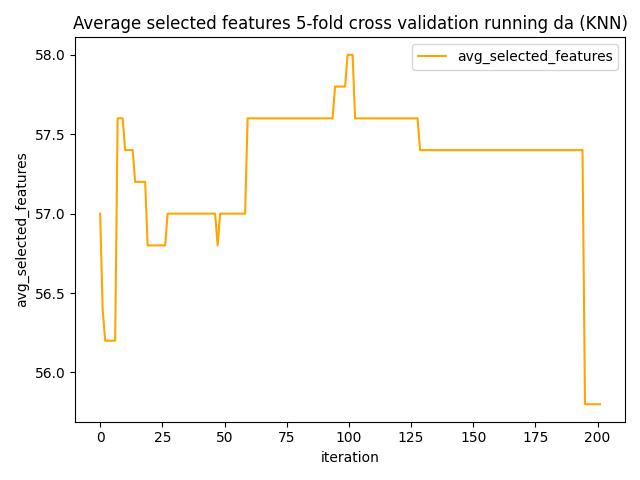 Average selected features 5-fold cross validation running da (KNN)
avg_selected_features
58.0
57.5
57.0
56.5
56.0
avg_selected_features
0 25 50 75 100 125 150 175 200
iteration